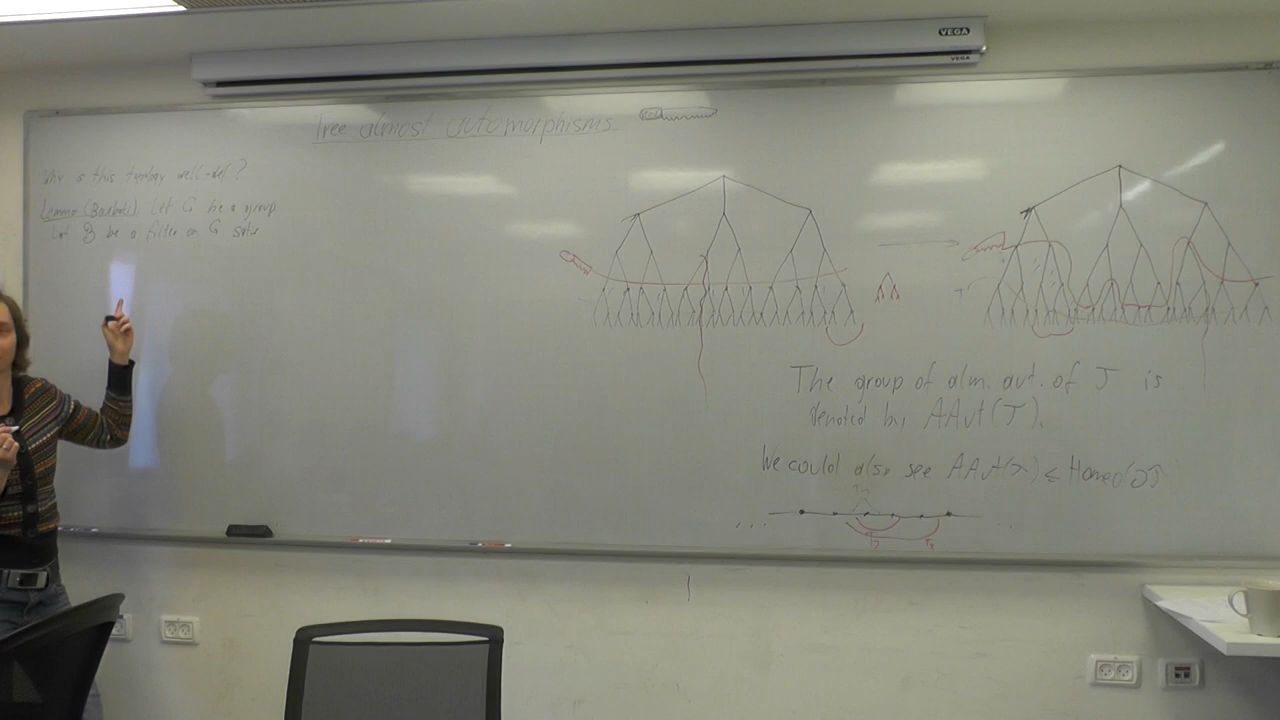 VEGA
VEGA
Tree almost automorphisms
Why is this topology well-def?
Lemma (Bourbaki) Let G be a group
Let B be a filter on G satis
The group of alm. aut. of T is
denoted by AAut(T).
We could also see AAut(T) ≤ Homeo(∂T
...
...